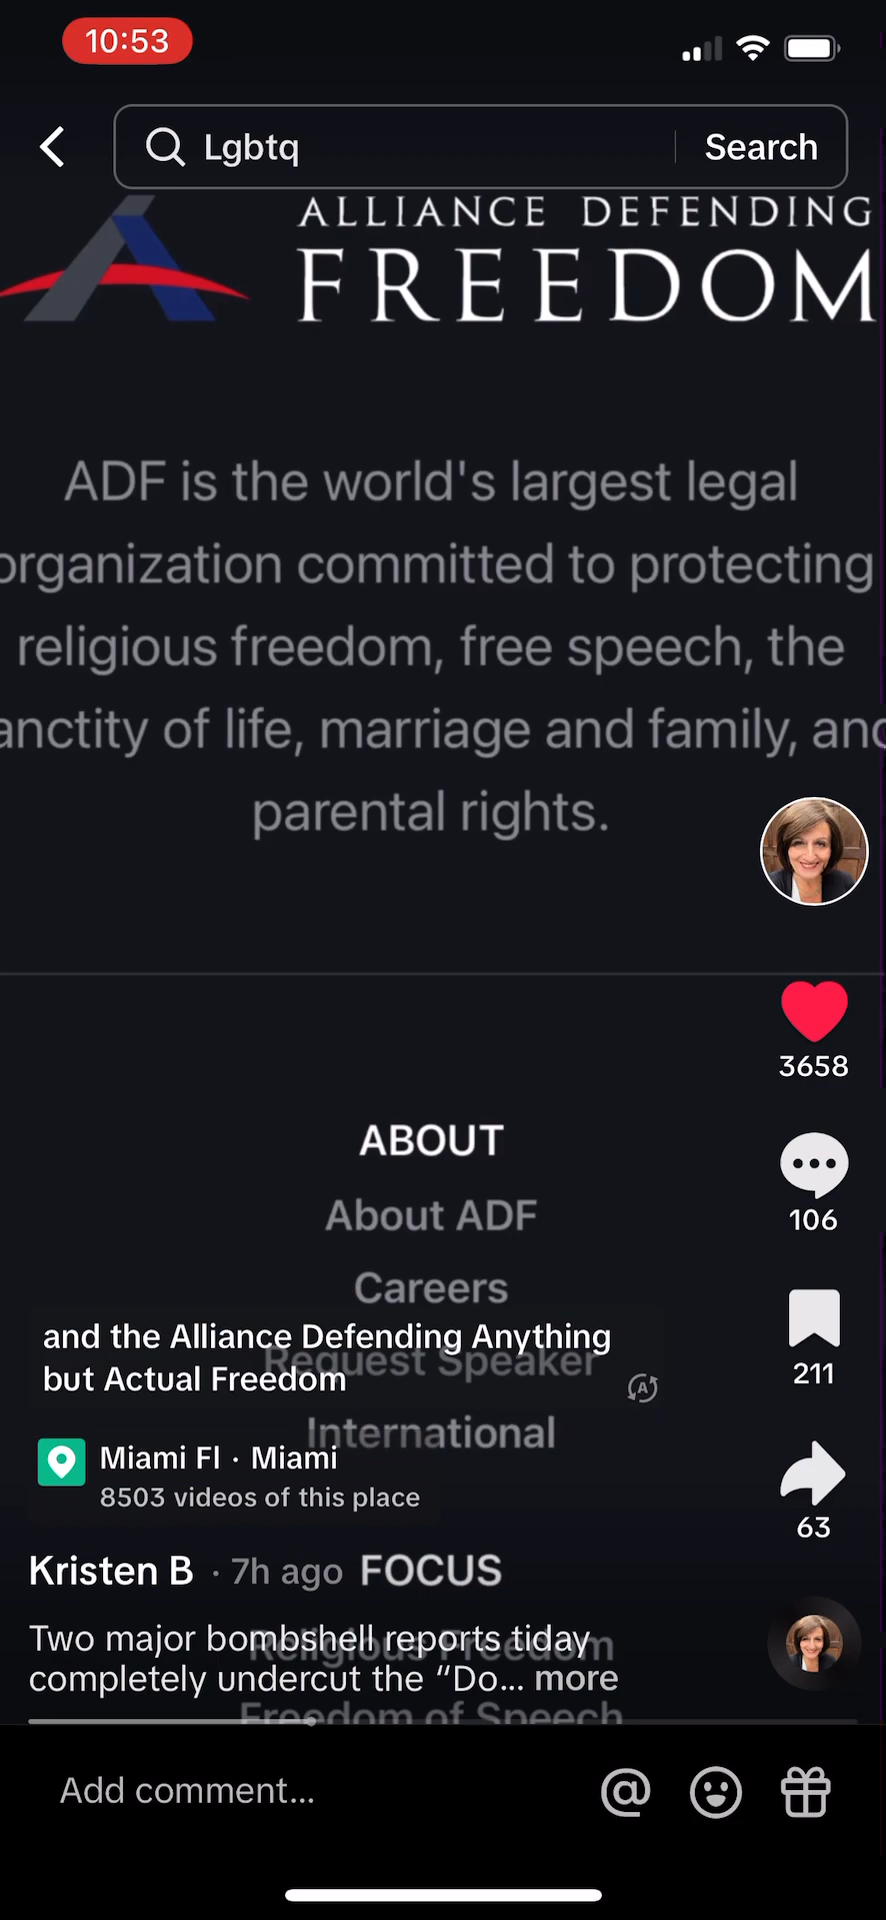 10:53
Lgbtq
Search
ALLIANCE DEFENDING
FREEDOM
ADF is the world's largest legal
organization committed to protecting
religious freedom, free speech, the
anctity of life, marriage and family, and
parental rights.
3658
ABOUT
About ADF
106
Careers
and the Alliance Defending Anything
Request Speaker
but Actual Freedom
211
International
Miami Fl · Miami
8503 videos of this place
63
Kristen B · 7h ago
FOCUS
Two major bombshell reports tiday
Religious Freedom
completely undercut the “Do... more
Freedom of Speech
Add comment...